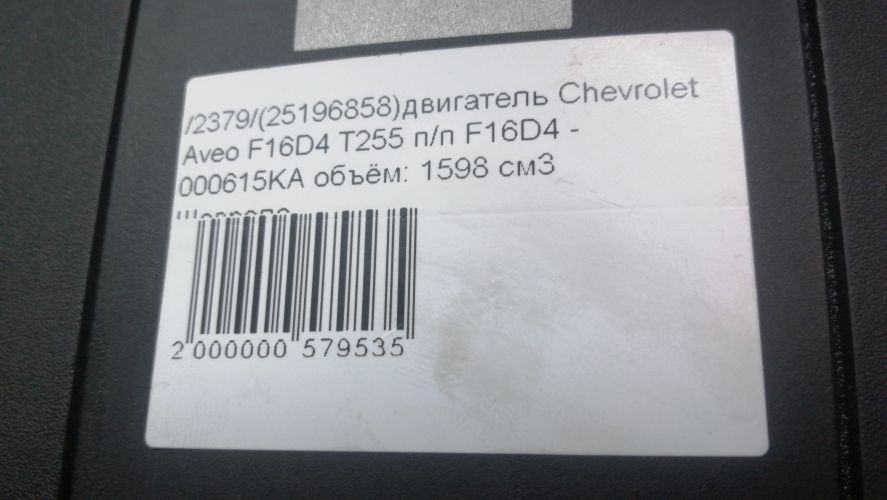 /2379/(25196858)двигатель Chevrolet
Aveo F16D4 T255 п/п F16D4 -
000615KA объём: 1598 см3
2 000000 579535